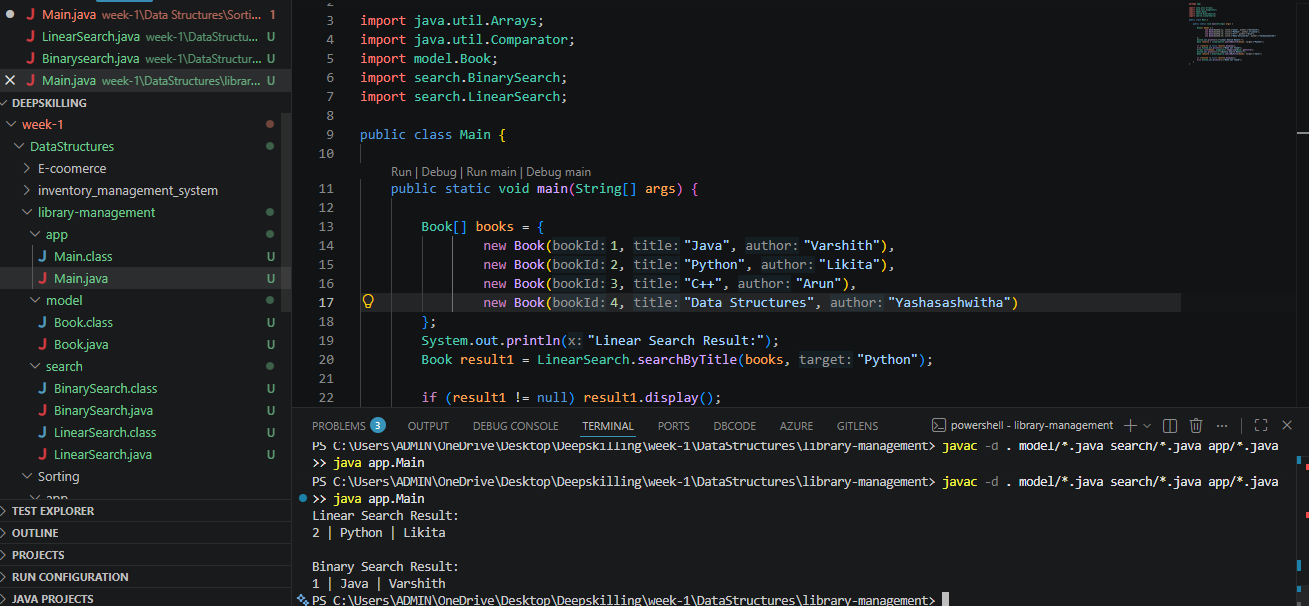 Main.java week-1\Data Structures\Sorti... 1
LinearSearch.java week-1\DataStructu... U
Binarysearch.java week-1\DataStructur... U
Main.java week-1\DataStructures\librar... U
DEEPSKILLING
week-1
DataStructures
E-coomerce
inventory_management_system
library-management
app
Main.class U
Main.java U
model
Book.class U
Book.java U
search
BinarySearch.class U
BinarySearch.java U
LinearSearch.class U
LinearSearch.java U
Sorting
app
TEST EXPLORER
OUTLINE
PROJECTS
RUN CONFIGURATION
JAVA PROJECTS
2
3 import java.util.Arrays;
4 import java.util.Comparator;
5 import model.Book;
6 import search.BinarySearch;
7 import search.LinearSearch;
8
9 public class Main {
10
Run | Debug | Run main | Debug main
11 public static void main(String[] args) {
12
13 Book[] books = {
14 new Book(bookId: 1, title: "Java", author: "Varshith"),
15 new Book(bookId: 2, title: "Python", author: "Likita"),
16 new Book(bookId: 3, title: "C++", author: "Arun"),
17 new Book(bookId: 4, title: "Data Structures", author: "Yashasashwitha")
18 };
19 System.out.println(x: "Linear Search Result:");
20 Book result1 = LinearSearch.searchByTitle(books, target: "Python");
21
22 if (result1 != null) result1.display();
PROBLEMS 3 OUTPUT DEBUG CONSOLE TERMINAL PORTS DBCODE AZURE GITLENS powershell - library-management
PS C:\Users\ADMIN\OneDrive\Desktop\Deepskilling\week-1\DataStructures\library-management> javac -d . model/*.java search/*.java app/*.java
>> java app.Main
PS C:\Users\ADMIN\OneDrive\Desktop\Deepskilling\week-1\DataStructures\library-management> javac -d . model/*.java search/*.java app/*.java
>> java app.Main
Linear Search Result:
2 | Python | Likita
Binary Search Result:
1 | Java | Varshith
PS C:\Users\ADMIN\OneDrive\Desktop\Deepskilling\week-1\DataStructures\library-management>